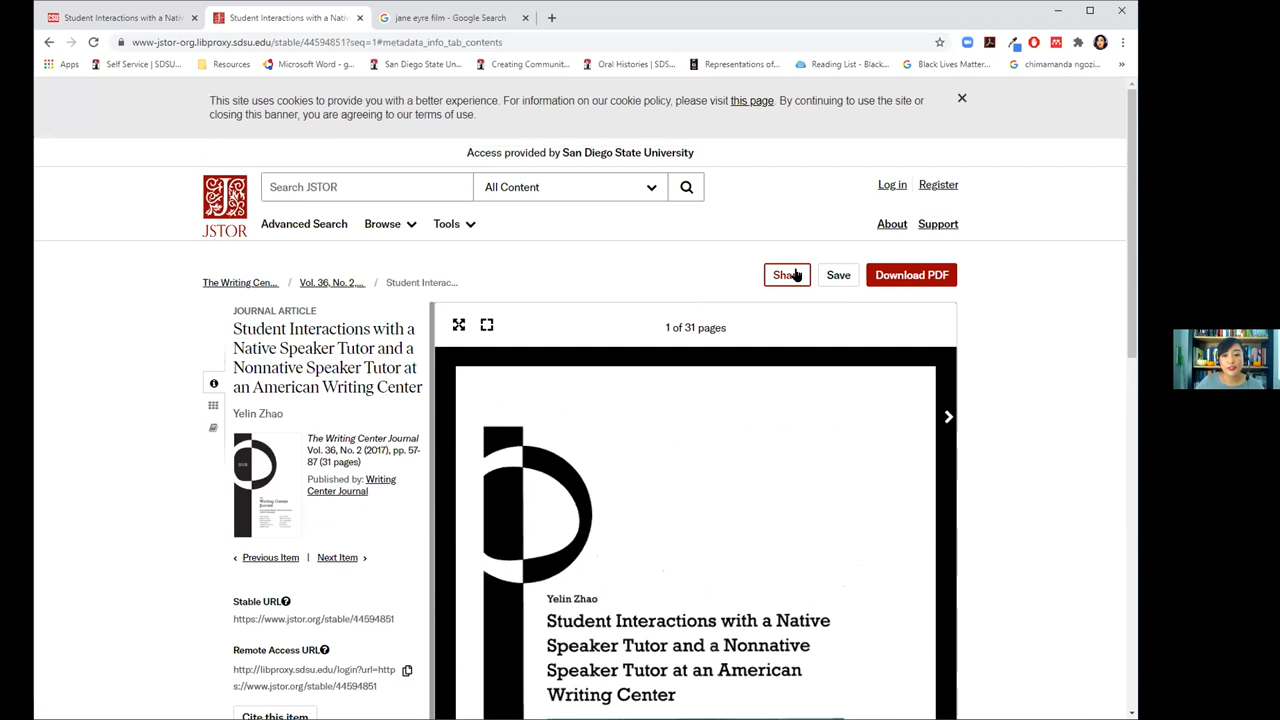 Student Interactions with a Native
Student Interactions with a Nativ
jane eyre film - Google Search
www-jstor-org.libproxy.sdsu.edu/stable/44594851?seq=1#metadata_info_tab_contents
Apps
Self Service | SDSU...
Resources
Microsoft Word - g...
San Diego State Un...
Creating Communit...
Oral Histories | SDS...
Representations of...
Reading List - Black...
Black Lives Matter...
chimamanda ngozi...
This site uses cookies to provide you with a better experience. For information on our cookie policy, please visit this page. By continuing to use the site or
closing this banner, you are agreeing to our terms of use.
Access provided by San Diego State University
JSTOR
Search JSTOR
All Content
Log in
Register
Advanced Search
Browse
Tools
About
Support
The Writing Cen...
/
Vol. 36, No. 2,...
/
Student Interac...
Save
Download PDF
JOURNAL ARTICLE
Student Interactions with a
Native Speaker Tutor and a
Nonnative Speaker Tutor at
an American Writing Center
Yelin Zhao
The Writing Center Journal
Vol. 36, No. 2 (2017), pp. 57-
87 (31 pages)
Published by: Writing
Center Journal
Previous Item
|
Next Item
Stable URL
https://www.jstor.org/stable/44594851
Remote Access URL
http://libproxy.sdsu.edu/login?url=http
s://www.jstor.org/stable/44594851
Cite this item
1 of 31 pages
Yelin Zhao
Student Interactions with a Native
Speaker Tutor and a Nonnative
Speaker Tutor at an American
Writing Center